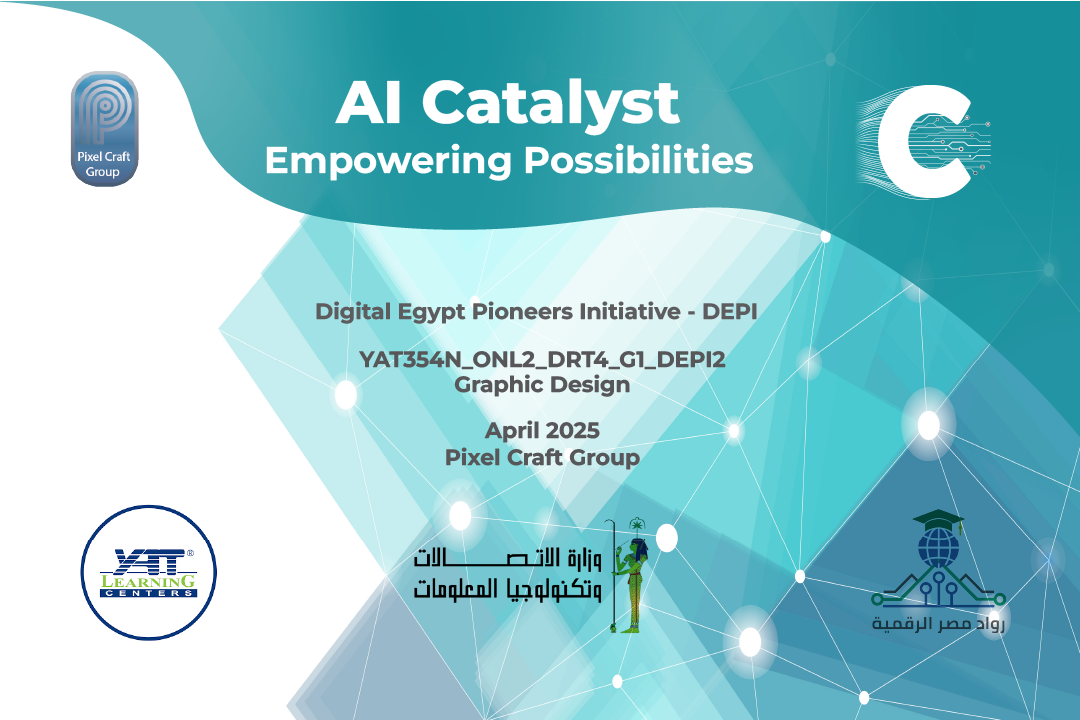 AI Catalyst
Empowering Possibilities
Pixel Craft
Group
C
Digital Egypt Pioneers Initiative - DEPI
YAT354N_ONL2_DRT4_G1_DEPI2
Graphic Design
April 2025
Pixel Craft Group
YAT®
LEARNING
CENTERS
وزارة الاتصـــــــالات
وتكنولوجيا المعلومات
رواد مصر الرقمية